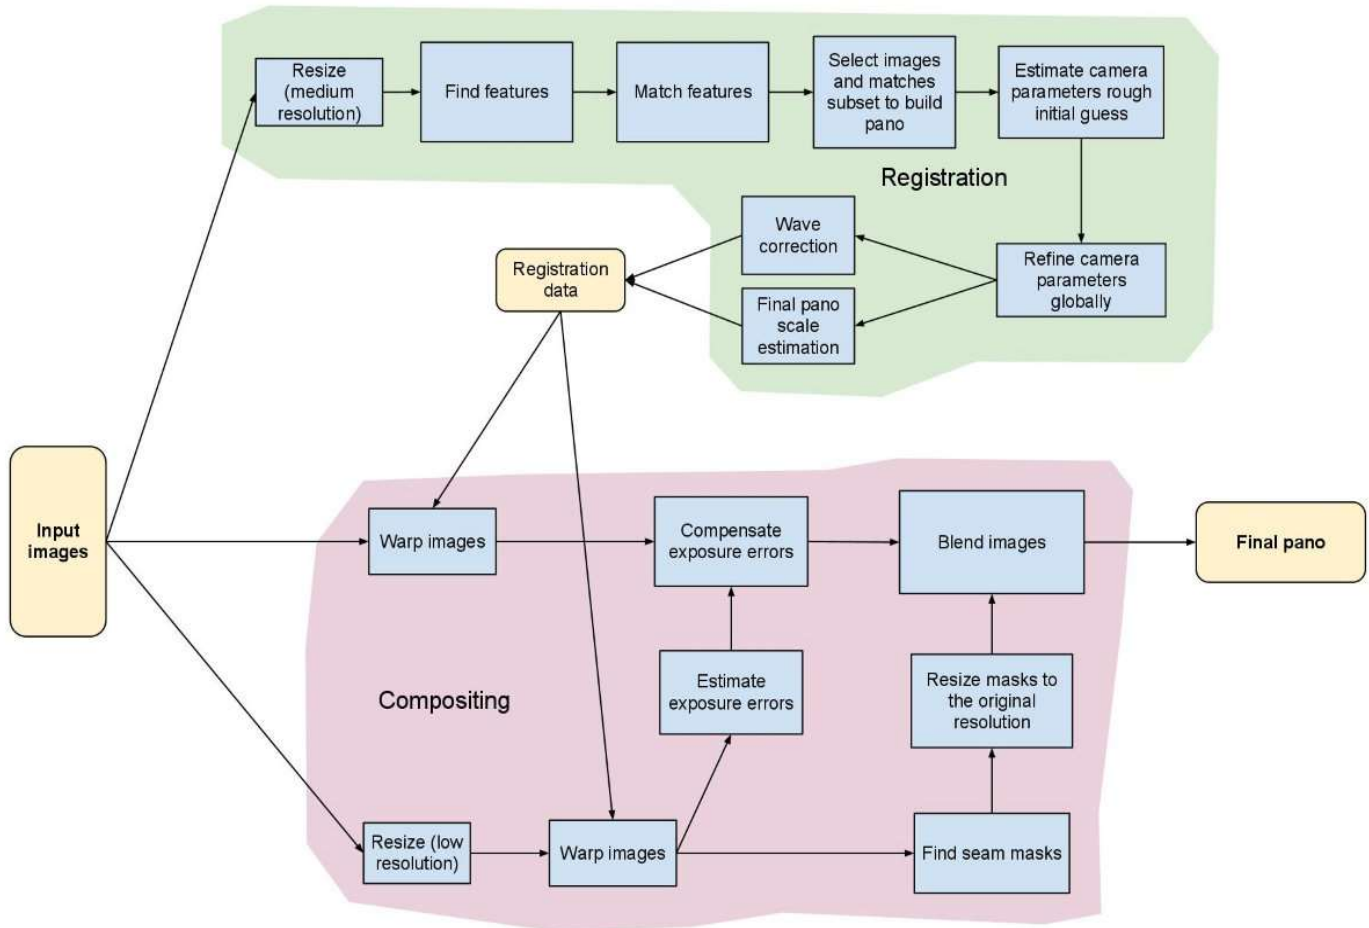 Resize
(medium
resolution)
Find features
Match features
Select images
and matches
subset to build
pano
Estimate camera
parameters rough
initial guess
Registration
Wave
correction
Refine camera
parameters
globally
Final pano
scale
estimation
Registration
data
Input
images
Warp images
Compensate
exposure errors
Blend images
Final pano
Compositing
Estimate
exposure errors
Resize masks to
the original
resolution
Resize (low
resolution)
Warp images
Find seam masks